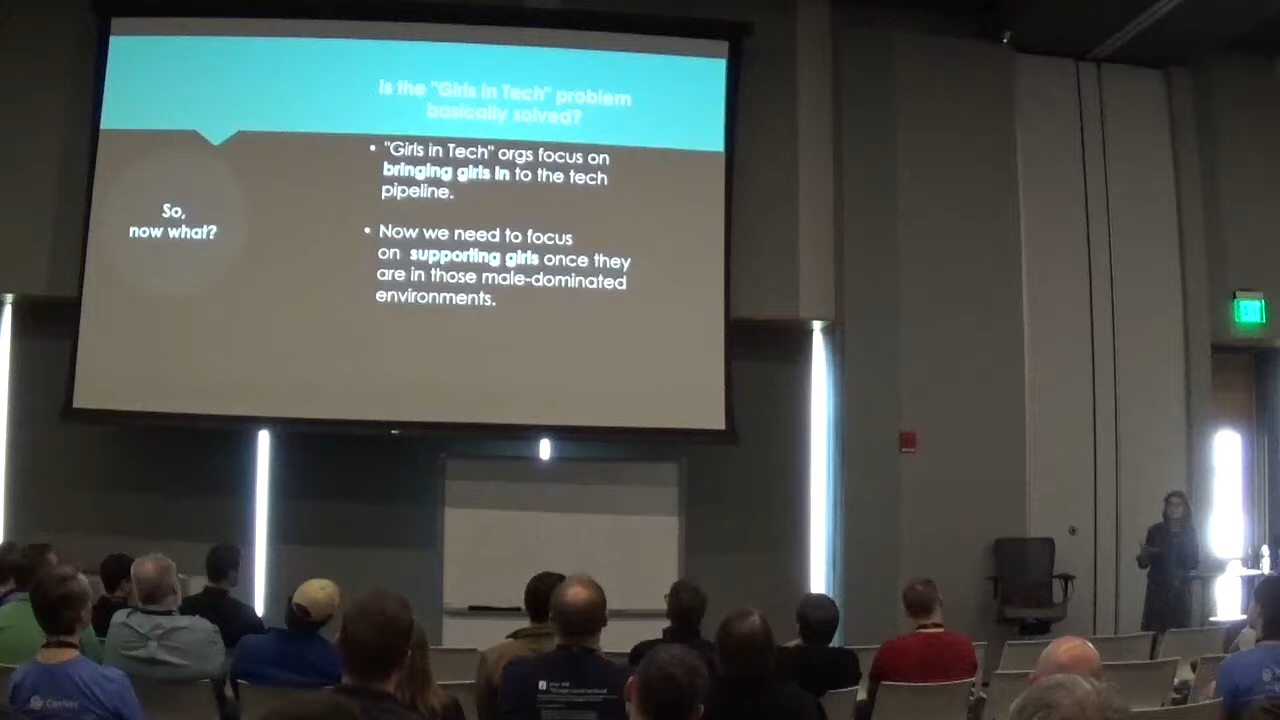 Is the "Girls in Tech" problem
basically solved?
So,
now what?
• "Girls in Tech" orgs focus on
bringing girls in to the tech
pipeline.
• Now we need to focus
on supporting girls once they
are in those male-dominated
environments.
EXIT